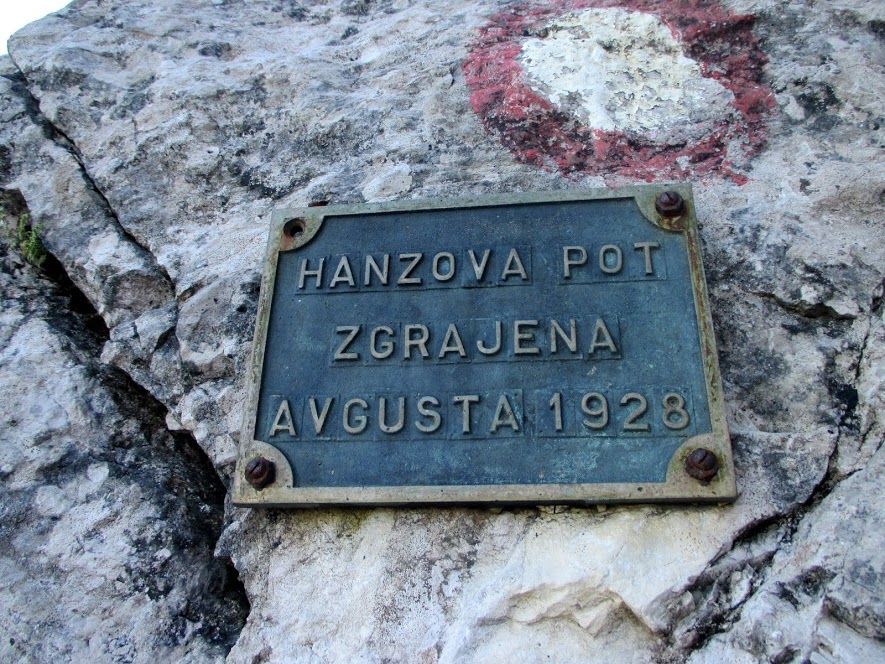 HANZOVA POT
ZGRAJENA
AVGUSTA 1928